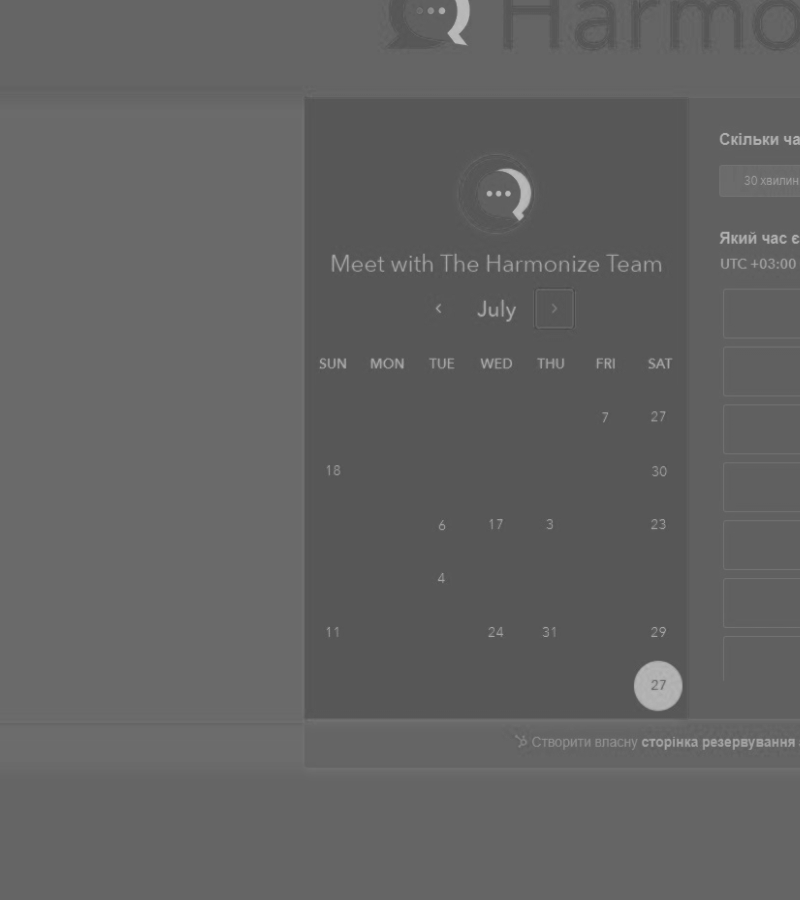 Harmo
Meet with The Harmonize Team
July
SUN MON TUE WED THU FRI SAT
7 27
18 30
6 17 3 23
4
11 24 31 29
27
Скільки ча
30 хвилин
Який час є
UTC +03:00
Створити власну сторінка резервування